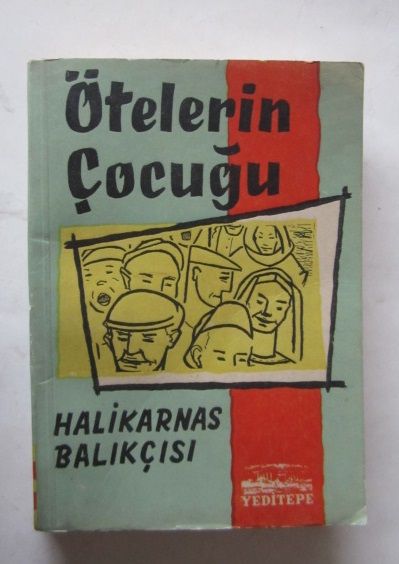 Ötelerin
Çocuğu
HALİKARNAS
BALIKÇISI
YEDİTEPE